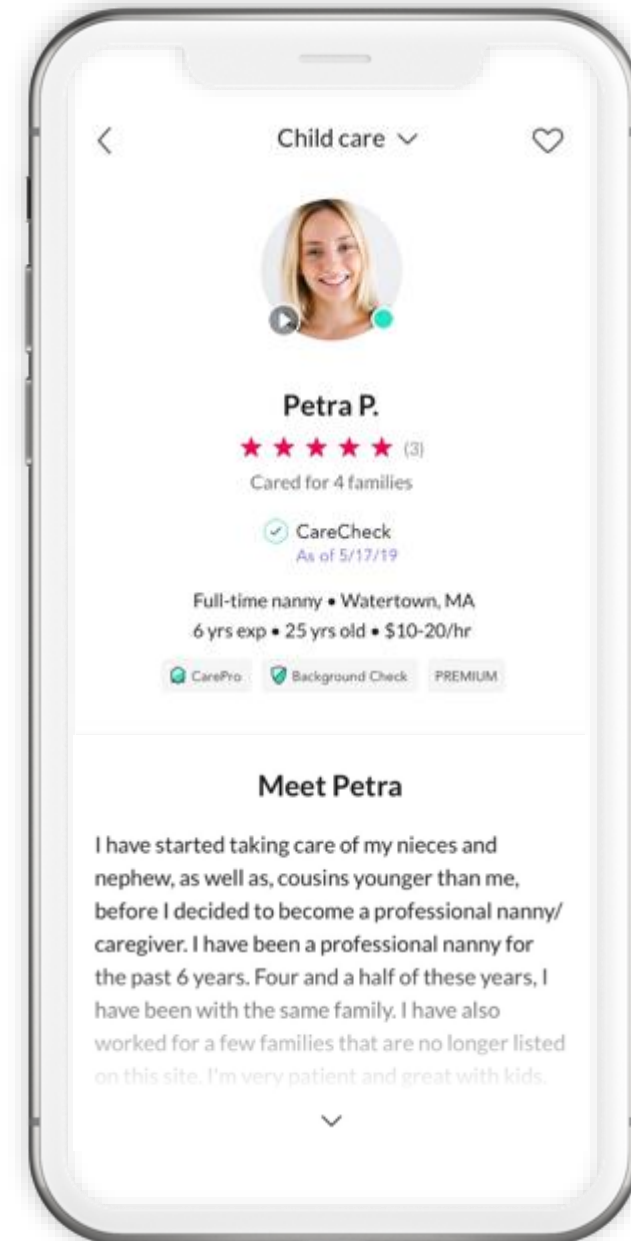 Child care
Petra P.
(3)
Cared for 4 families
CareCheck
As of 5/17/19
Full-time nanny • Watertown, MA
6 yrs exp • 25 yrs old • $10-20/hr
CarePro Background Check PREMIUM
Meet Petra
I have started taking care of my nieces and
nephew, as well as, cousins younger than me,
before I decided to become a professional nanny/
caregiver. I have been a professional nanny for
the past 6 years. Four and a half of these years, I
have been with the same family. I have also
worked for a few families that are no longer listed
on this site. I'm very patient and great with kids.